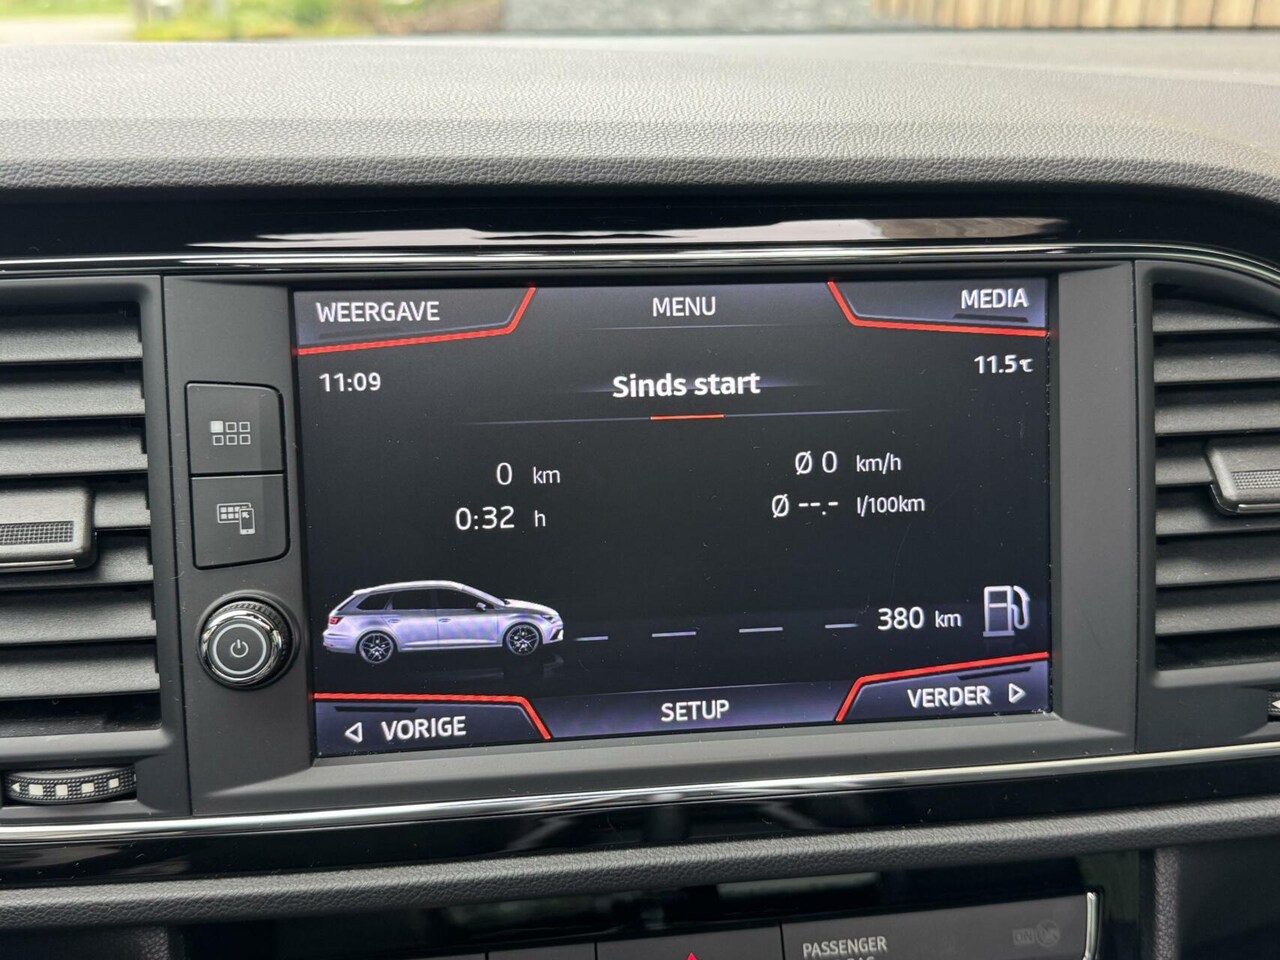 WEERGAVE MENU MEDIA
11:09 11.5℃
Sinds start
0 km Ø 0 km/h
0:32 h Ø --.- l/100km
380 km
VORIGE SETUP VERDER
PASSENGER